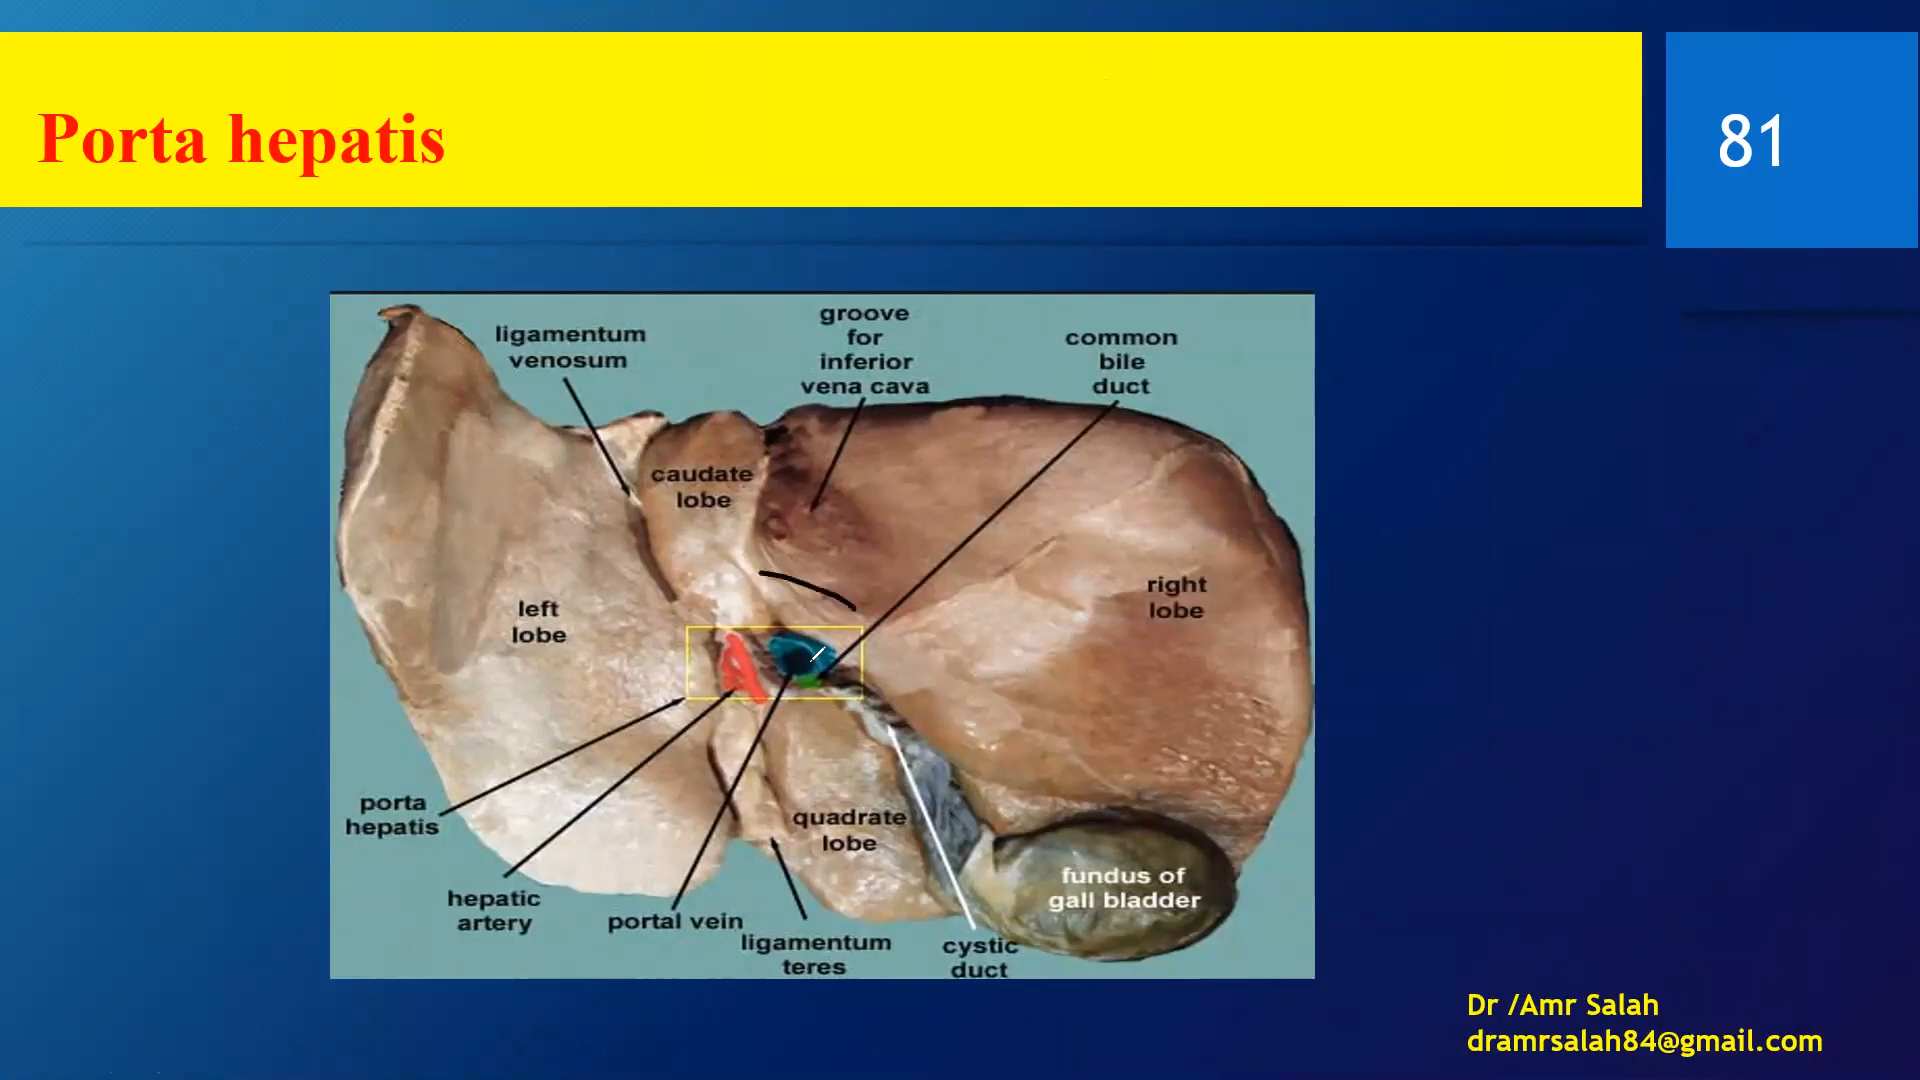 Porta hepatis
81
ligamentum
venosum
groove
for
inferior
vena cava
common
bile
duct
caudate
lobe
left
lobe
right
lobe
porta
hepatis
hepatic
artery
portal vein
ligamentum
teres
quadrate
lobe
cystic
duct
fundus of
gall bladder
Dr /Amr Salah
dramrsalah84@gmail.com